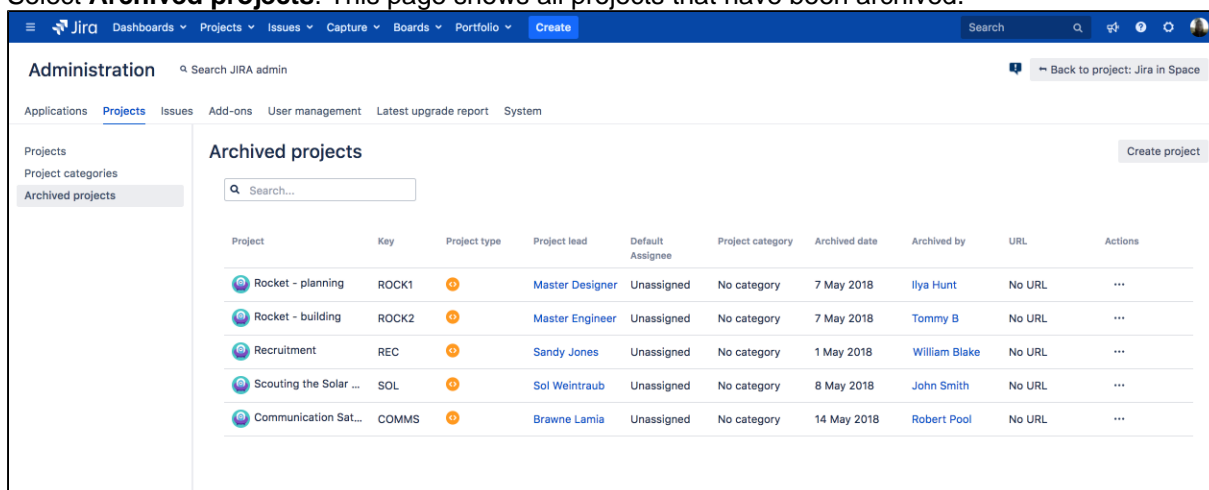 Select Archived projects. This page shows all projects that have been archived.
Jira Dashboards Projects Issues Capture Boards Portfolio Create Search
Administration Search JIRA admin Back to project: Jira in Space
Applications Projects Issues Add-ons User management Latest upgrade report System
Projects
Project categories
Archived projects
Archived projects Create project
Search...
Project Key Project type Project lead Default Assignee Project category Archived date Archived by URL Actions
Rocket - planning ROCK1 Master Designer Unassigned No category 7 May 2018 Ilya Hunt No URL ...
Rocket - building ROCK2 Master Engineer Unassigned No category 7 May 2018 Tommy B No URL ...
Recruitment REC Sandy Jones Unassigned No category 1 May 2018 William Blake No URL ...
Scouting the Solar ... SOL Sol Weintraub Unassigned No category 8 May 2018 John Smith No URL ...
Communication Sat... COMMS Brawne Lamia Unassigned No category 14 May 2018 Robert Pool No URL ...